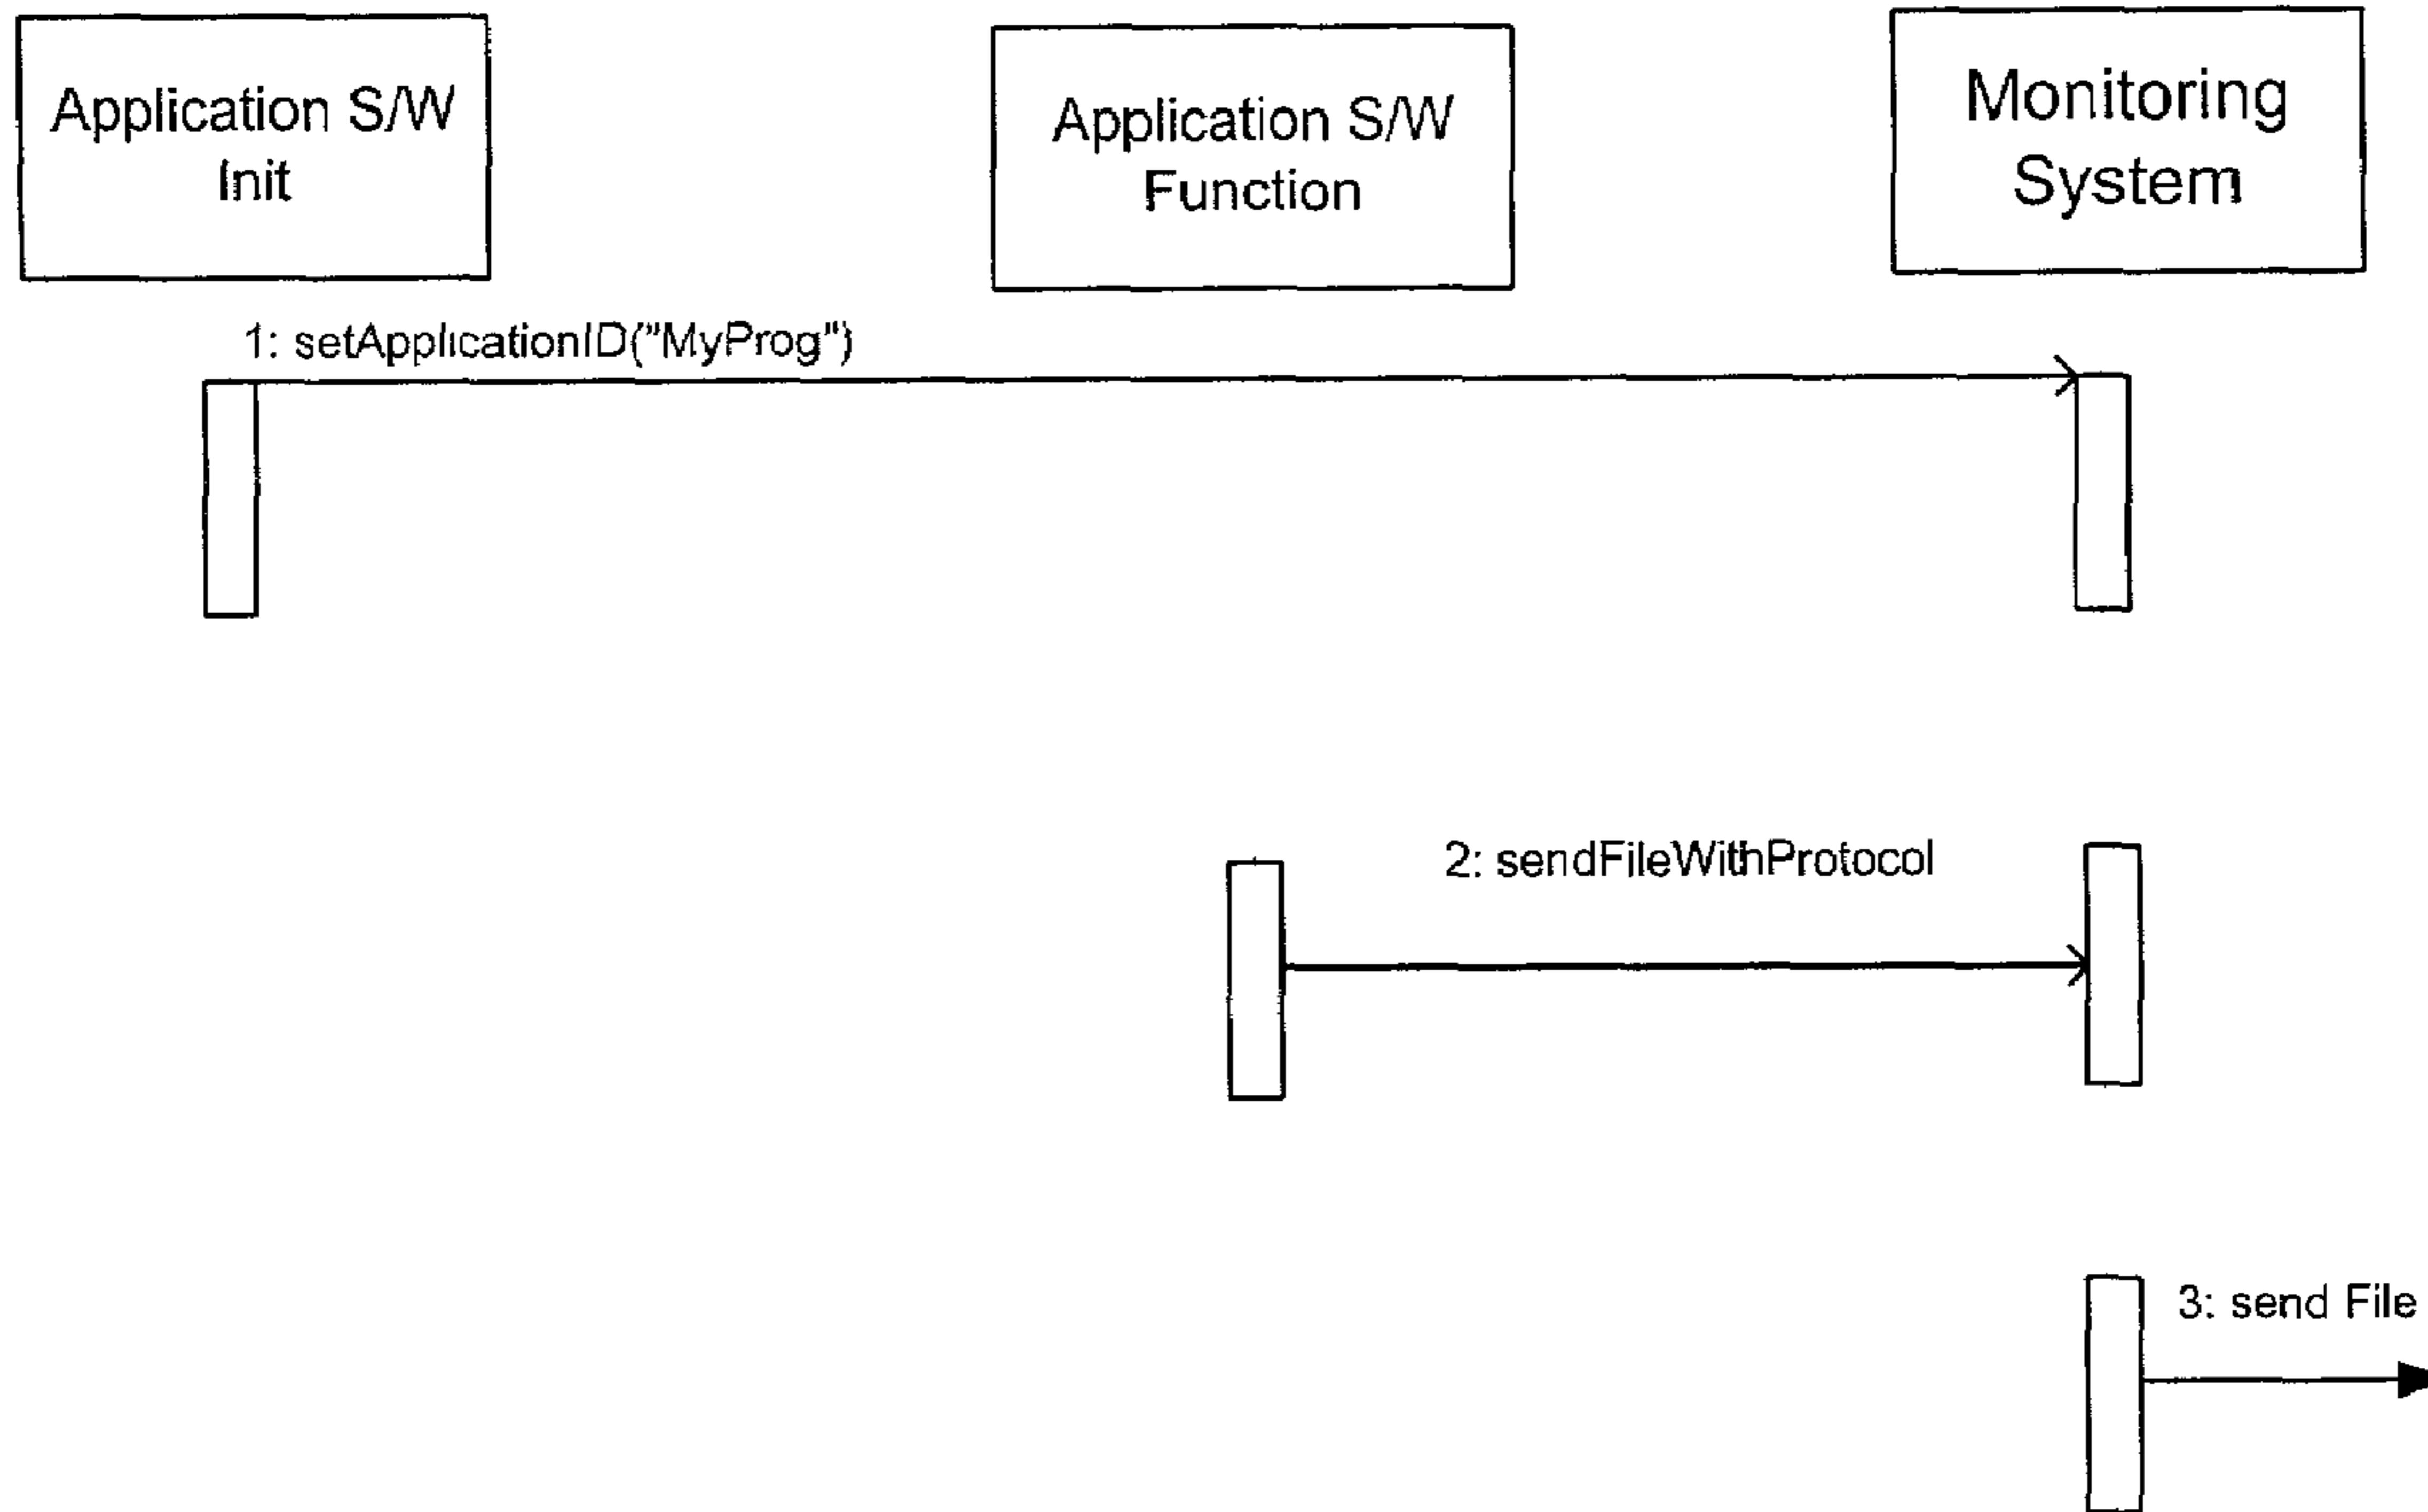 Application S/W
Init
Application S/W
Function
Monitoring
System
1: setApplicationID("MyProg")
2: sendFileWithProtocol
3: send File